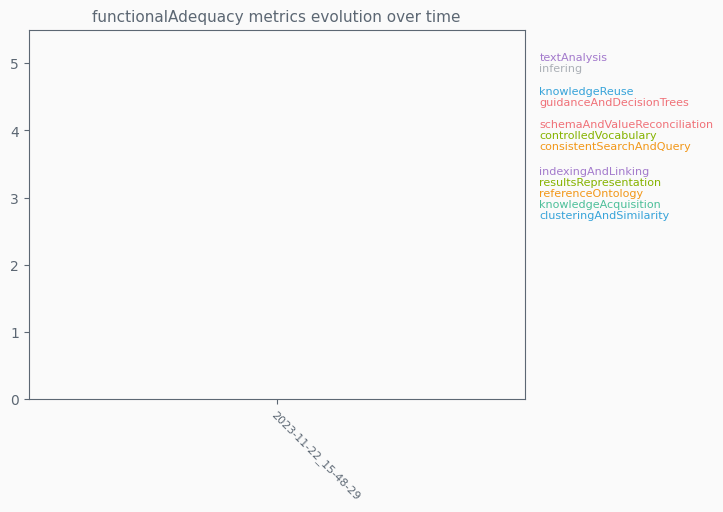 functionalAdequacy metrics evolution over time
5
4
3
2
1
0
2023-11-22_15-48-29
textAnalysis
infering
knowledgeReuse
guidanceAndDecisionTrees
schemaAndValueReconciliation
controlledVocabulary
consistentSearchAndQuery
indexingAndLinking
resultsRepresentation
referenceOntology
knowledgeAcquisition
clusteringAndSimilarity